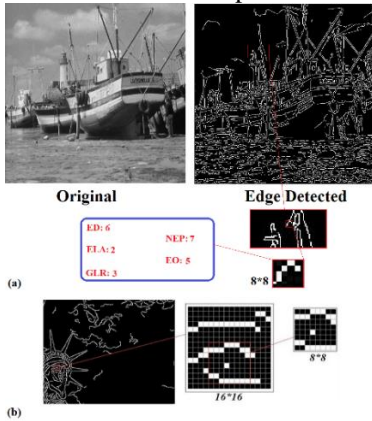 Original
Edge Detected
ED: 6
NEP: 7
ELA: 2
EO: 5
GLR: 3
8*8
(a)
16*16
8*8
(b)